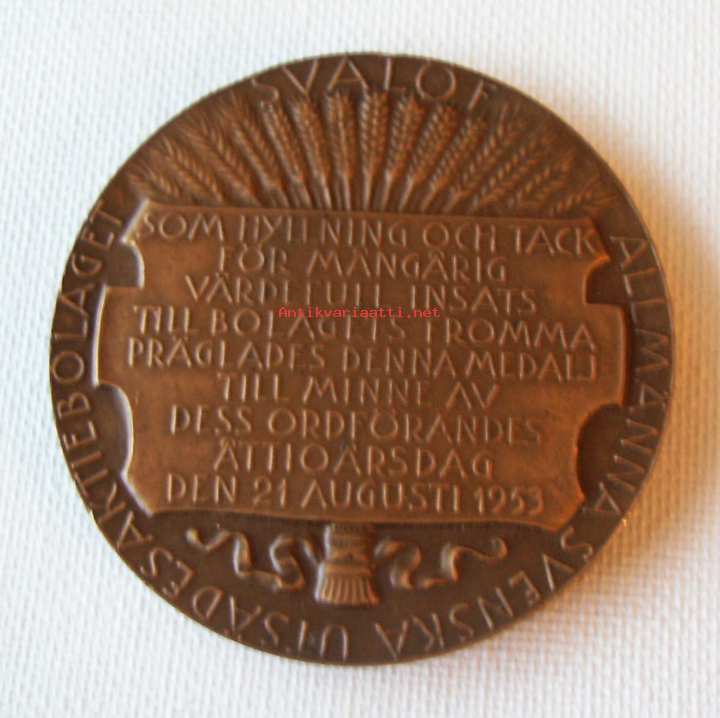 SVALÖF
ALLMÄNNA SVENSKA UTSÄDESAKTIEBOLAGET
SOM HYLLNING OCH TACK
FÖR MÅNGÅRIG
VÄRDEFULL INSATS
TILL BOLAGETS FROMMA
PRÄGLADES DENNA MEDALJ
TILL MINNE AV
DESS ORDFÖRANDES
ÅTTIOÅRSDAG
DEN 21 AUGUSTI 1953
Antikvariaatti.net